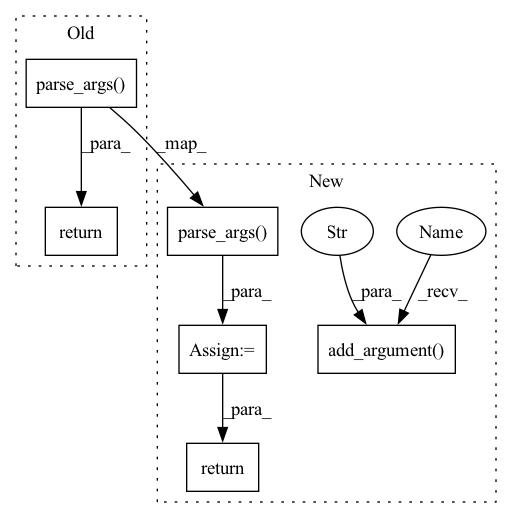 Old
parse_args()
_para_
_map_
return
New
parse_args()
Str
Name
_para_
_para_
_recv_
Assign:=
add_argument()
_para_
return